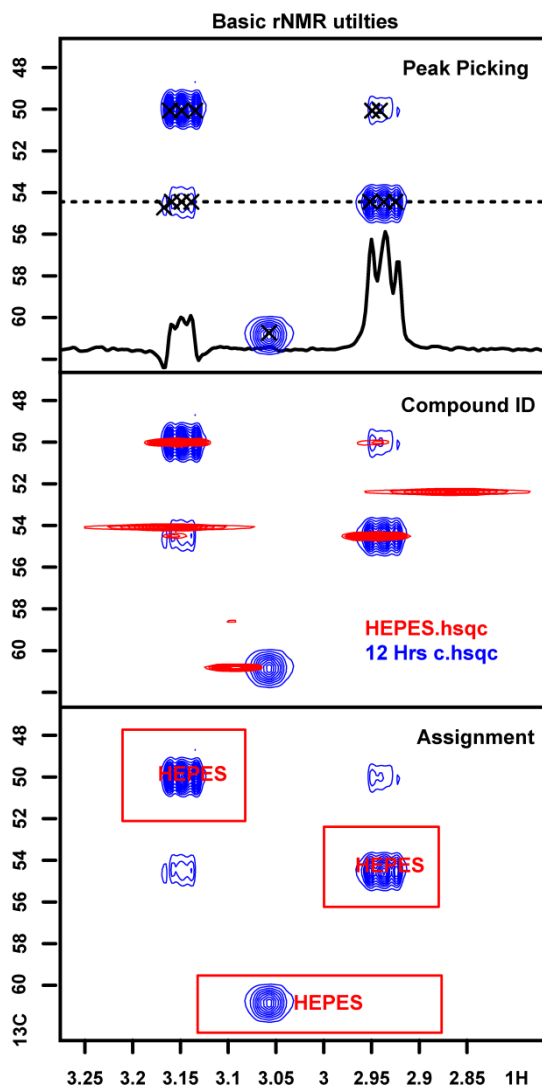 Basic rNMR utilties
Peak Picking
48
50
52
54
56
58
60
Compound ID
48
50
52
54
56
58
60
HEPES.hsqc
12 Hrs c.hsqc
Assignment
48
HEPES
50
52
HEPES
54
56
58
60
HEPES
13C
3.25 3.2 3.15 3.1 3.05 3 2.95 2.9 2.85 1H